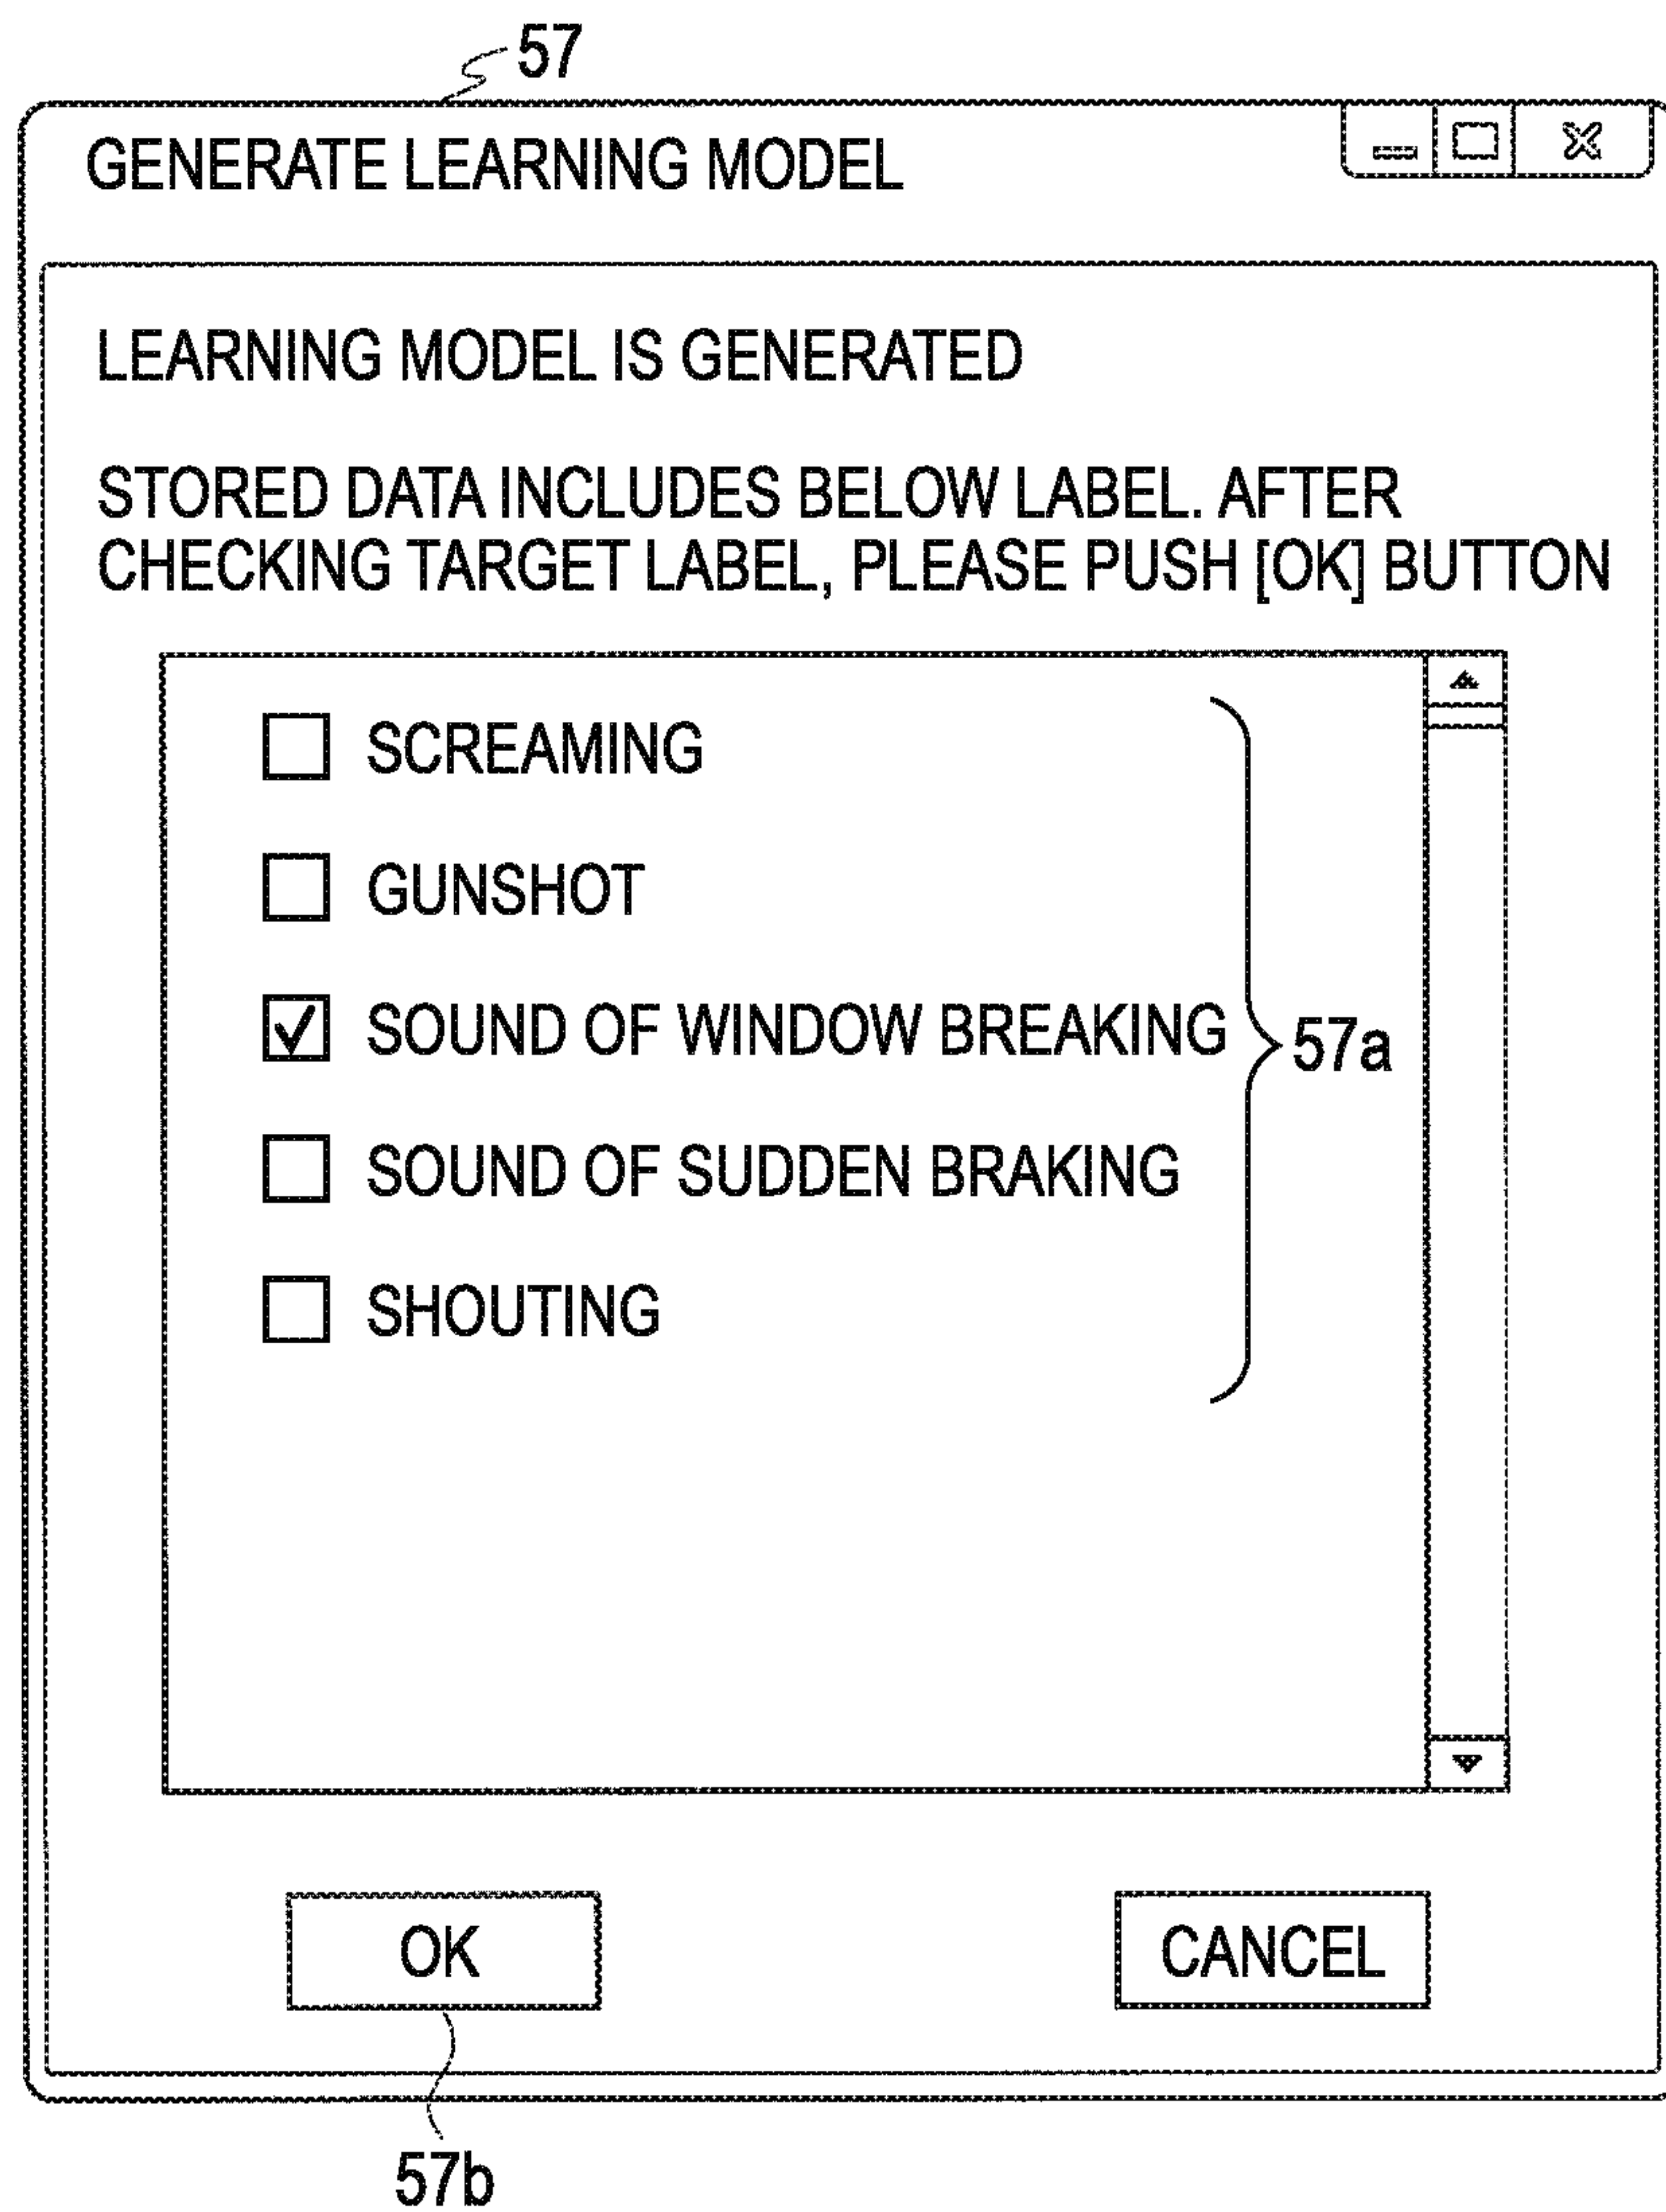 57
GENERATE LEARNING MODEL
LEARNING MODEL IS GENERATED
STORED DATA INCLUDES BELOW LABEL. AFTER
CHECKING TARGET LABEL, PLEASE PUSH [OK] BUTTON
SCREAMING
GUNSHOT
SOUND OF WINDOW BREAKING
57a
SOUND OF SUDDEN BRAKING
SHOUTING
OK
CANCEL
57b